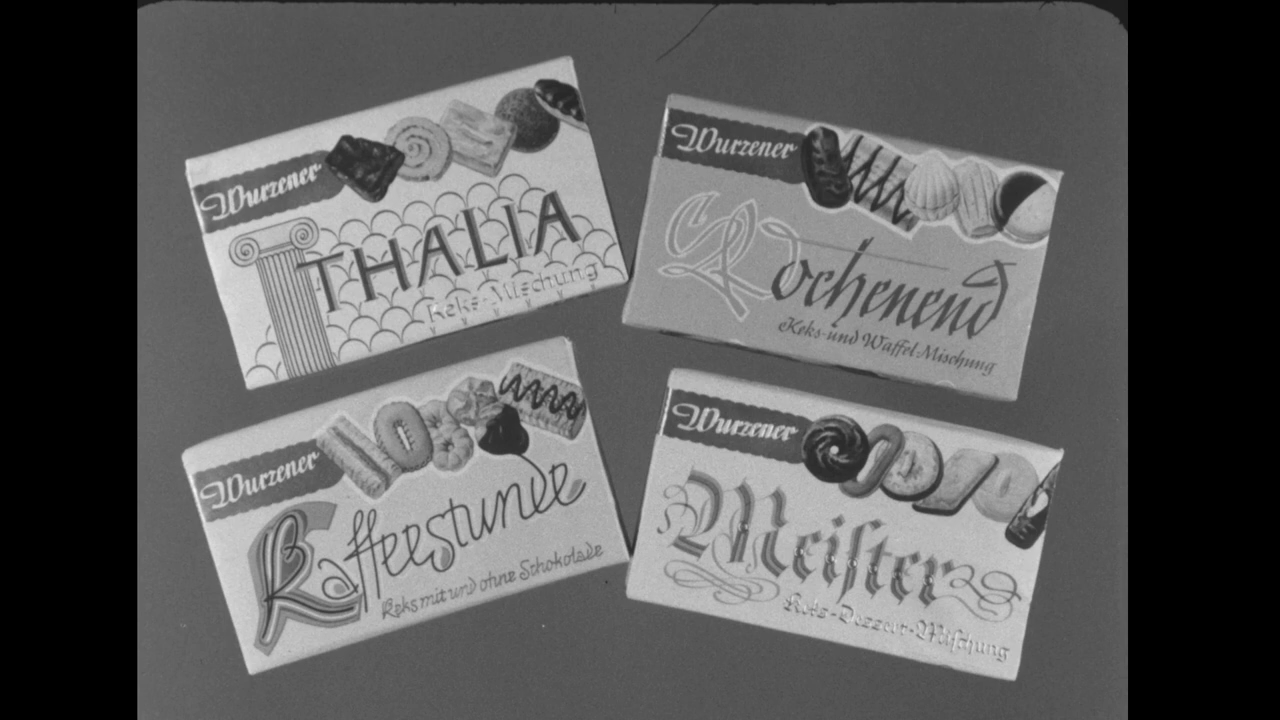 Wurzener
THALIA
Keks-Mischung
Wurzener
Wochenend
Keks-und Waffel-Mischung
Wurzener
Kaffeestunde
Keks mit und ohne Schokolade
Wurzener
Meister
Keks-Dessert-Mischung